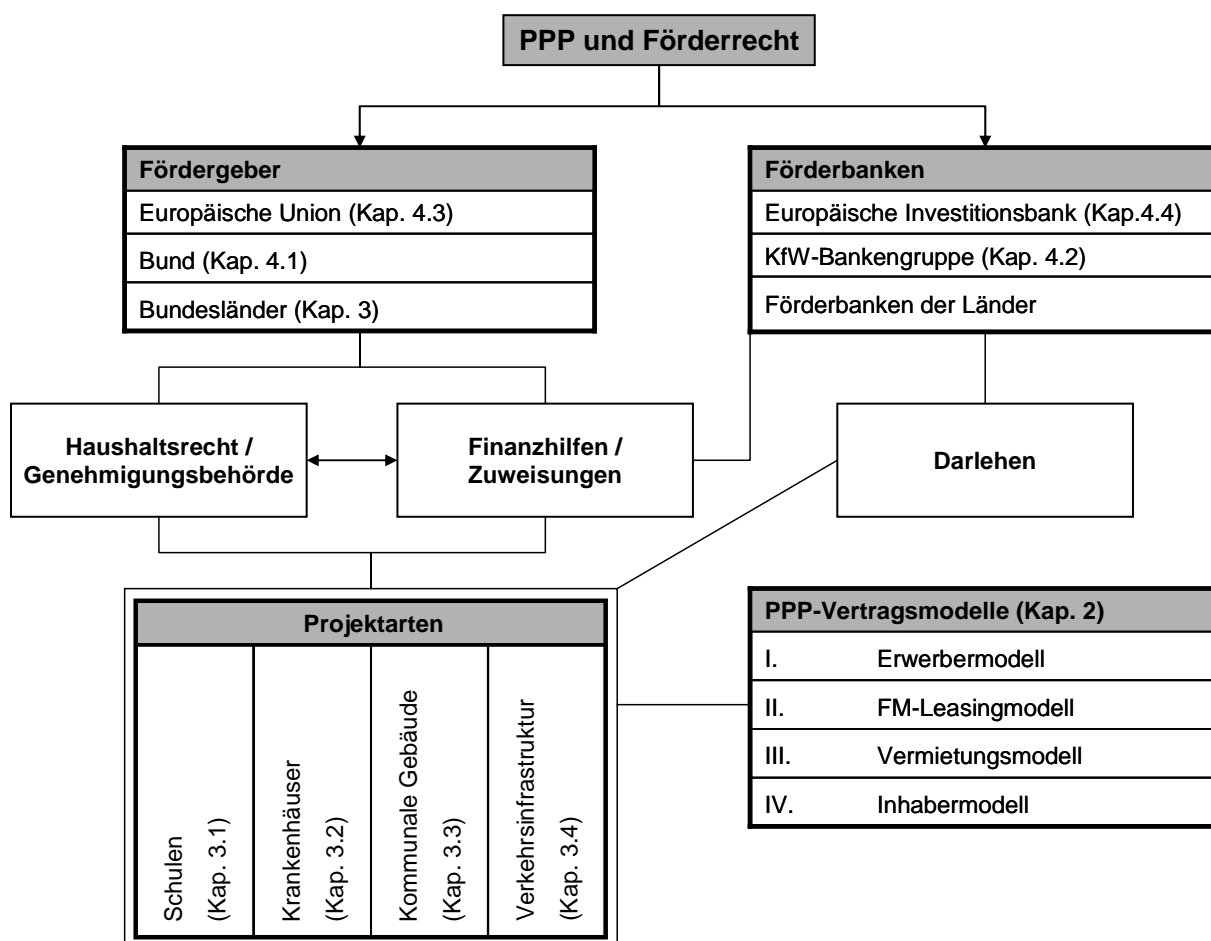 PPP und Förderrecht
Fördergeber
Europäische Union (Kap. 4.3)
Bund (Kap. 4.1)
Bundesländer (Kap. 3)
Förderbanken
Europäische Investitionsbank (Kap.4.4)
KfW-Bankengruppe (Kap. 4.2)
Förderbanken der Länder
Haushaltsrecht /
Genehmigungsbehörde
Finanzhilfen /
Zuweisungen
Darlehen
Projektarten
Schulen
(Kap. 3.1)
Krankenhäuser
(Kap. 3.2)
Kommunale Gebäude
(Kap. 3.3)
Verkehrsinfrastruktur
(Kap. 3.4)
PPP-Vertragsmodelle (Kap. 2)
I. Erwerbermodell
II. FM-Leasingmodell
III. Vermietungsmodell
IV. Inhabermodell